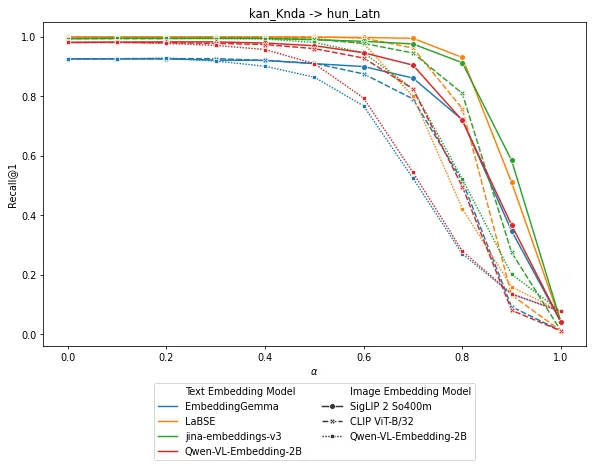 kan_Knda -> hun_Latn
1.0
0.8
0.6
0.4
0.2
0.0
Recall@1
0.0 0.2 0.4 0.6 0.8 1.0
α
Text Embedding Model
EmbeddingGemma
LaBSE
jina-embeddings-v3
Qwen-VL-Embedding-2B
Image Embedding Model
SigLIP 2 So400m
CLIP ViT-B/32
Qwen-VL-Embedding-2B